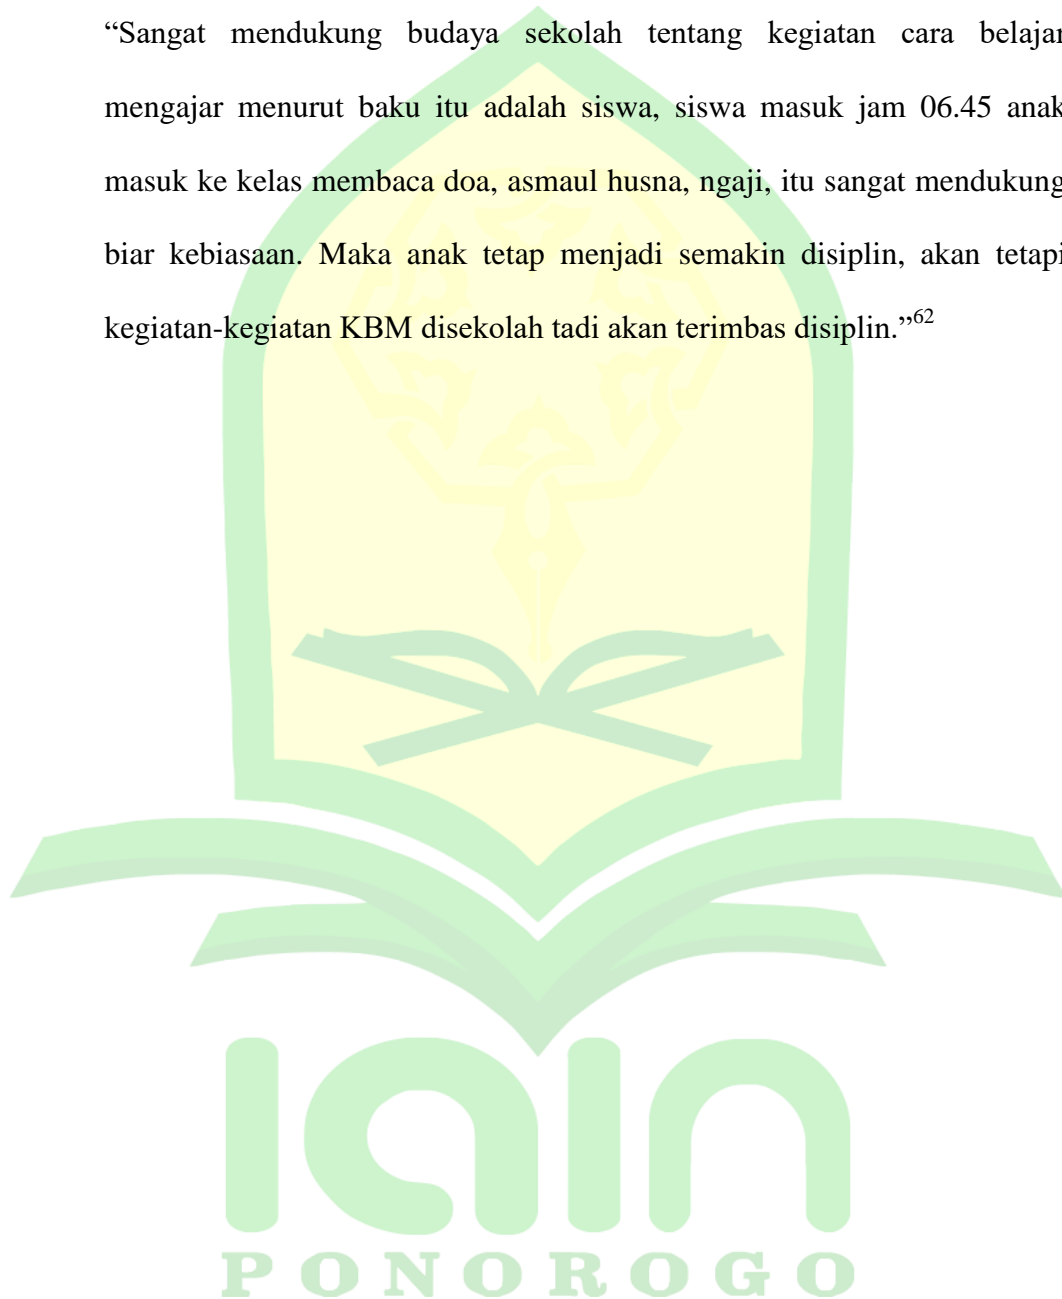 “Sangat mendukung budaya sekolah tentang kegiatan cara belajar
mengajar menurut baku itu adalah siswa, siswa masuk jam 06.45 anak
masuk ke kelas membaca doa, asmaul husna, ngaji, itu sangat mendukung
biar kebiasaan. Maka anak tetap menjadi semakin disiplin, akan tetapi
kegiatan-kegiatan KBM disekolah tadi akan terimbas disiplin.”62
iain
PONOROGO